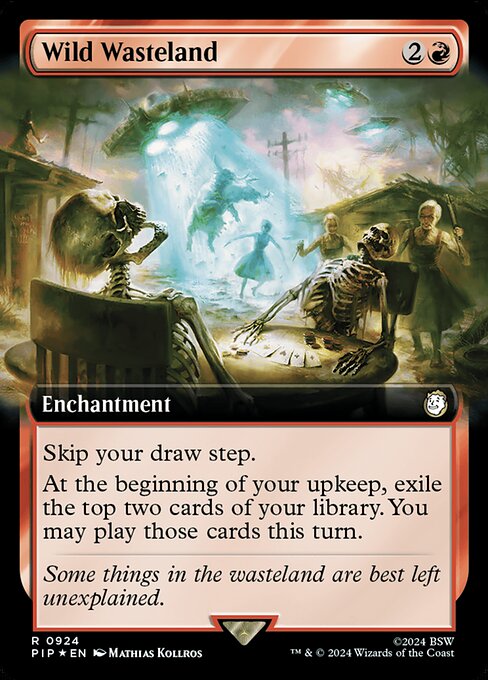 Wild Wasteland 2
Enchantment
Skip your draw step.
At the beginning of your upkeep, exile
the top two cards of your library. You
may play those cards this turn.
Some things in the wasteland are best left
unexplained.
R 0924
PIP ★ EN Mathias Kollros
©2024 BSW
™ & © 2024 Wizards of the Coast